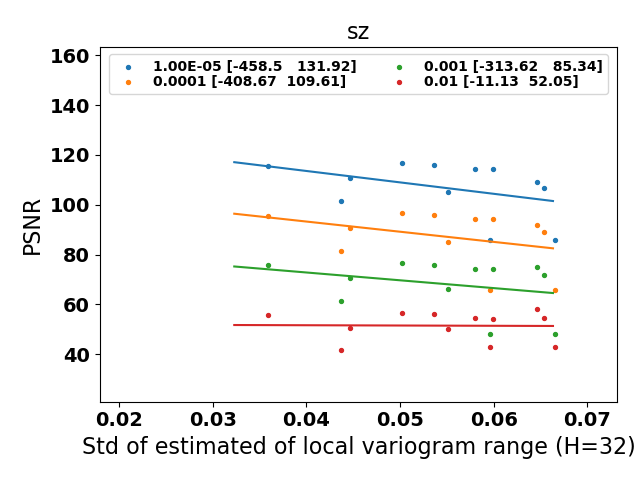 sz
1.00E-05 [-458.5   131.92]
0.0001 [-408.67  109.61]
0.001 [-313.62   85.34]
0.01 [-11.13  52.05]
160
140
120
100
80
60
40
PSNR
0.02 0.03 0.04 0.05 0.06 0.07
Std of estimated of local variogram range (H=32)